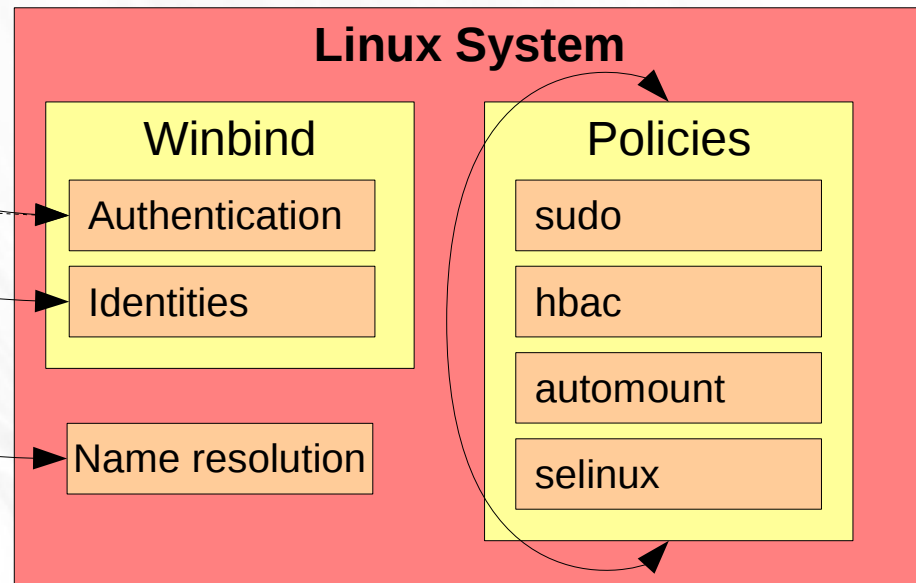 Linux System
Winbind
Authentication
Identities
Name resolution
Policies
sudo
hbac
automount
selinux